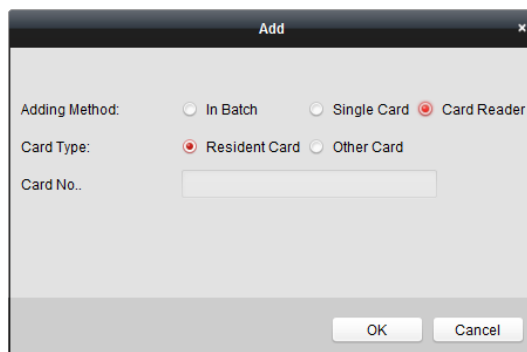 Add ×
Adding Method: In Batch Single Card Card Reader
Card Type: Resident Card Other Card
Card No..
OK Cancel